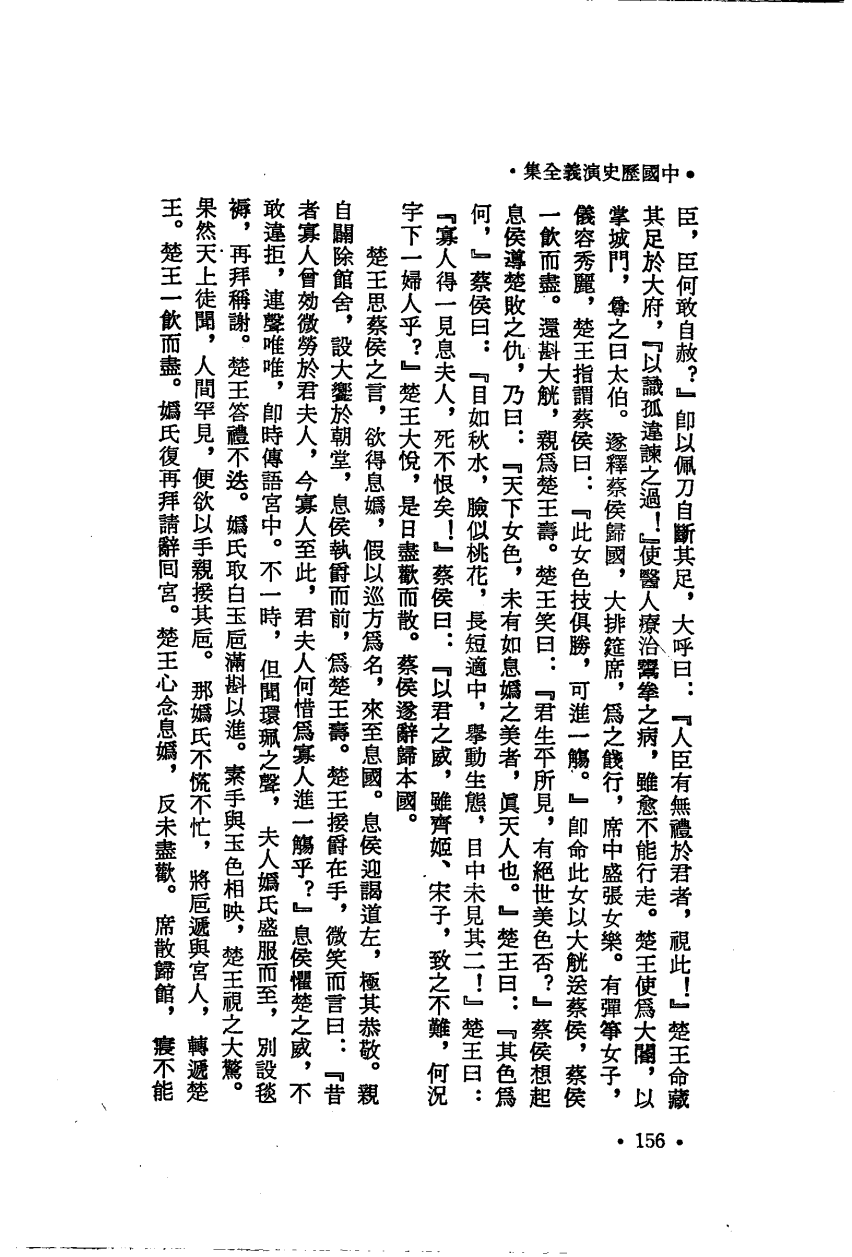 •中國歷史演義全集•
臣，臣何敢自赦？』卽以佩刀自斷其足，大呼曰：『人臣有無禮於君者，視此！』楚王命藏
其足於大府，『以識孤違諫之過！』使醫人療治鬻拳之病，雖愈不能行走。楚王使爲大閽，以
掌城門，尊之曰太伯。遂釋蔡侯歸國，大排筵席，爲之餞行，席中盛張女樂。有彈箏女子，
儀容秀麗，楚王指謂蔡侯曰：『此女色技俱勝，可進一觴。』卽命此女以大觥送蔡侯，蔡侯
一飲而盡。還斟大觥，親爲楚王壽。楚王笑曰：『君生平所見，有絕世美色否？』蔡侯想起
息侯導楚敗之仇，乃曰：『天下女色，未有如息嬀之美者，眞天人也。』楚王曰：『其色爲
何，』蔡侯曰：『目如秋水，臉似桃花，長短適中，舉動生態，目中未見其二！』楚王曰：
『寡人得一見息夫人，死不恨矣！』蔡侯曰：『以君之威，雖齊姬、宋子，致之不難，何況
宇下一婦人乎？』楚王大悅，是日盡歡而散。蔡侯遂辭歸本國。
楚王思蔡侯之言，欲得息嬀，假以巡方爲名，來至息國。息侯迎謁道左，極其恭敬。親
自闢除館舍，設大饗於朝堂，息侯執爵而前，爲楚王壽。楚王接爵在手，微笑而言曰：『昔
者寡人曾効微勞於君夫人，今寡人至此，君夫人何惜爲寡人進一觴乎？』息侯懼楚之威，不
敢違拒，連聲唯唯，卽時傳語宮中。不一時，但聞環珮之聲，夫人嬀氏盛服而至，別設毯
褥，再拜稱謝。楚王答禮不迭。嬀氏取白玉卮滿斟以進。素手與玉色相映，楚王視之大驚。
果然天上徒聞，人間罕見，便欲以手親接其卮。那嬀氏不慌不忙，將卮遞與宮人，轉遞楚
王。楚王一飲而盡。嬀氏復再拜請辭囘宮。楚王心念息嬀，反未盡歡。席散歸館，寢不能
•156•